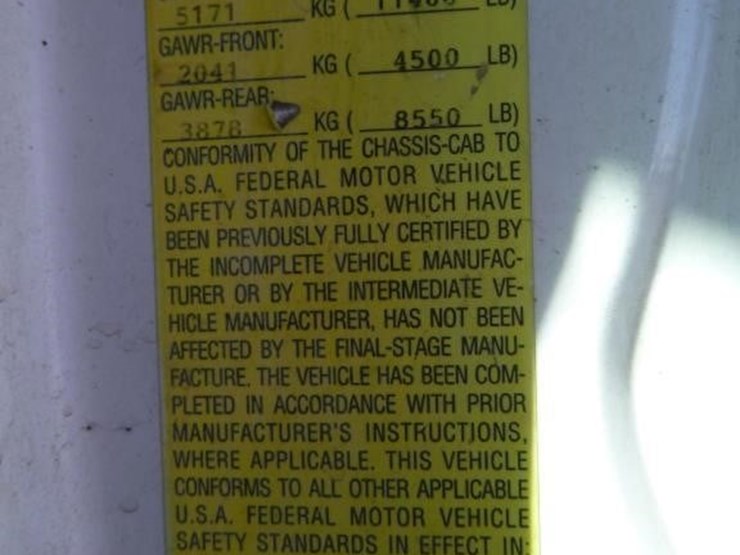 5171 KG ( 11400 LB)
GAWR-FRONT:
2041 KG ( 4500 LB)
GAWR-REAR:
3878 KG ( 8550 LB)
CONFORMITY OF THE CHASSIS-CAB TO
U.S.A. FEDERAL MOTOR VEHICLE
SAFETY STANDARDS, WHICH HAVE
BEEN PREVIOUSLY FULLY CERTIFIED BY
THE INCOMPLETE VEHICLE MANUFAC-
TURER OR BY THE INTERMEDIATE VE-
HICLE MANUFACTURER, HAS NOT BEEN
AFFECTED BY THE FINAL-STAGE MANU-
FACTURE. THE VEHICLE HAS BEEN COM-
PLETED IN ACCORDANCE WITH PRIOR
MANUFACTURER'S INSTRUCTIONS,
WHERE APPLICABLE. THIS VEHICLE
CONFORMS TO ALL OTHER APPLICABLE
U.S.A. FEDERAL MOTOR VEHICLE
SAFETY STANDARDS IN EFFECT IN: